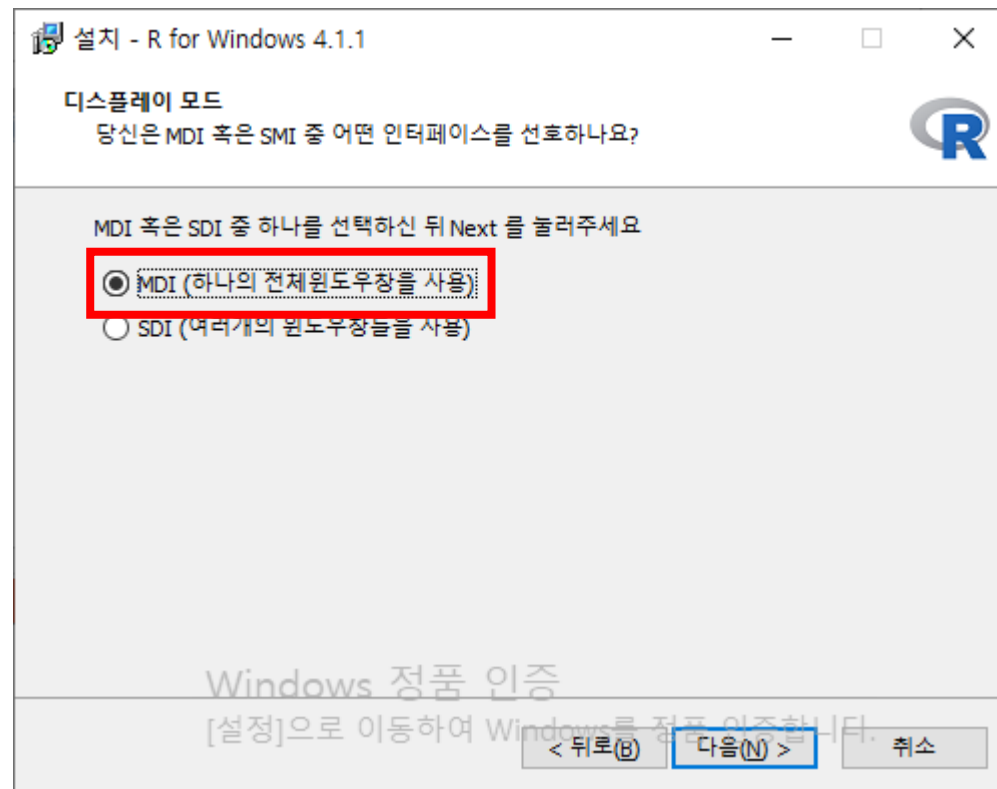 설치 - R for Windows 4.1.1
디스플레이 모드
당신은 MDI 혹은 SMI 중 어떤 인터페이스를 선호하나요?
R
MDI 혹은 SDI 중 하나를 선택하신 뒤 Next 를 눌러주세요
MDI (하나의 전체윈도우창을 사용)
SDI (여러개의 윈도우창들을 사용)
Windows 정품 인증
[설정]으로 이동하여 Windows를 정품 인증합니다.
< 뒤로(B) 다음(N) > 취소